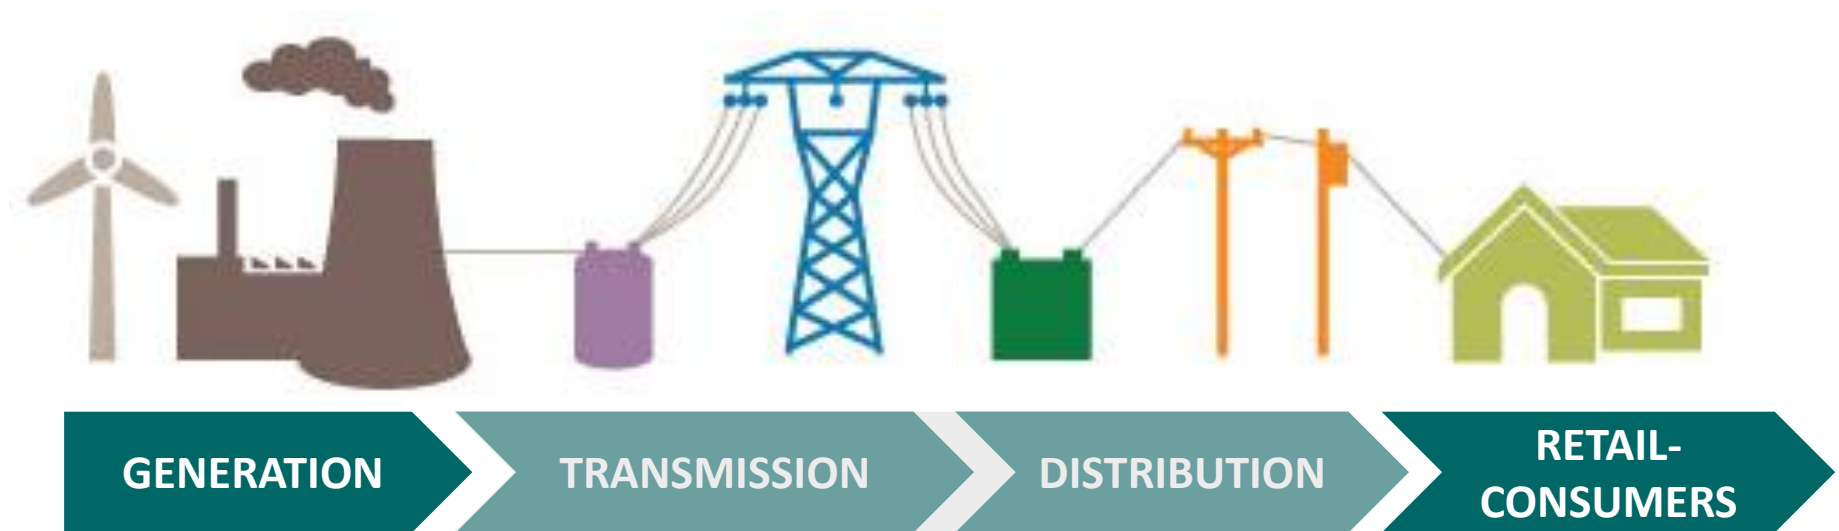 GENERATION
TRANSMISSION
DISTRIBUTION
RETAIL-
CONSUMERS